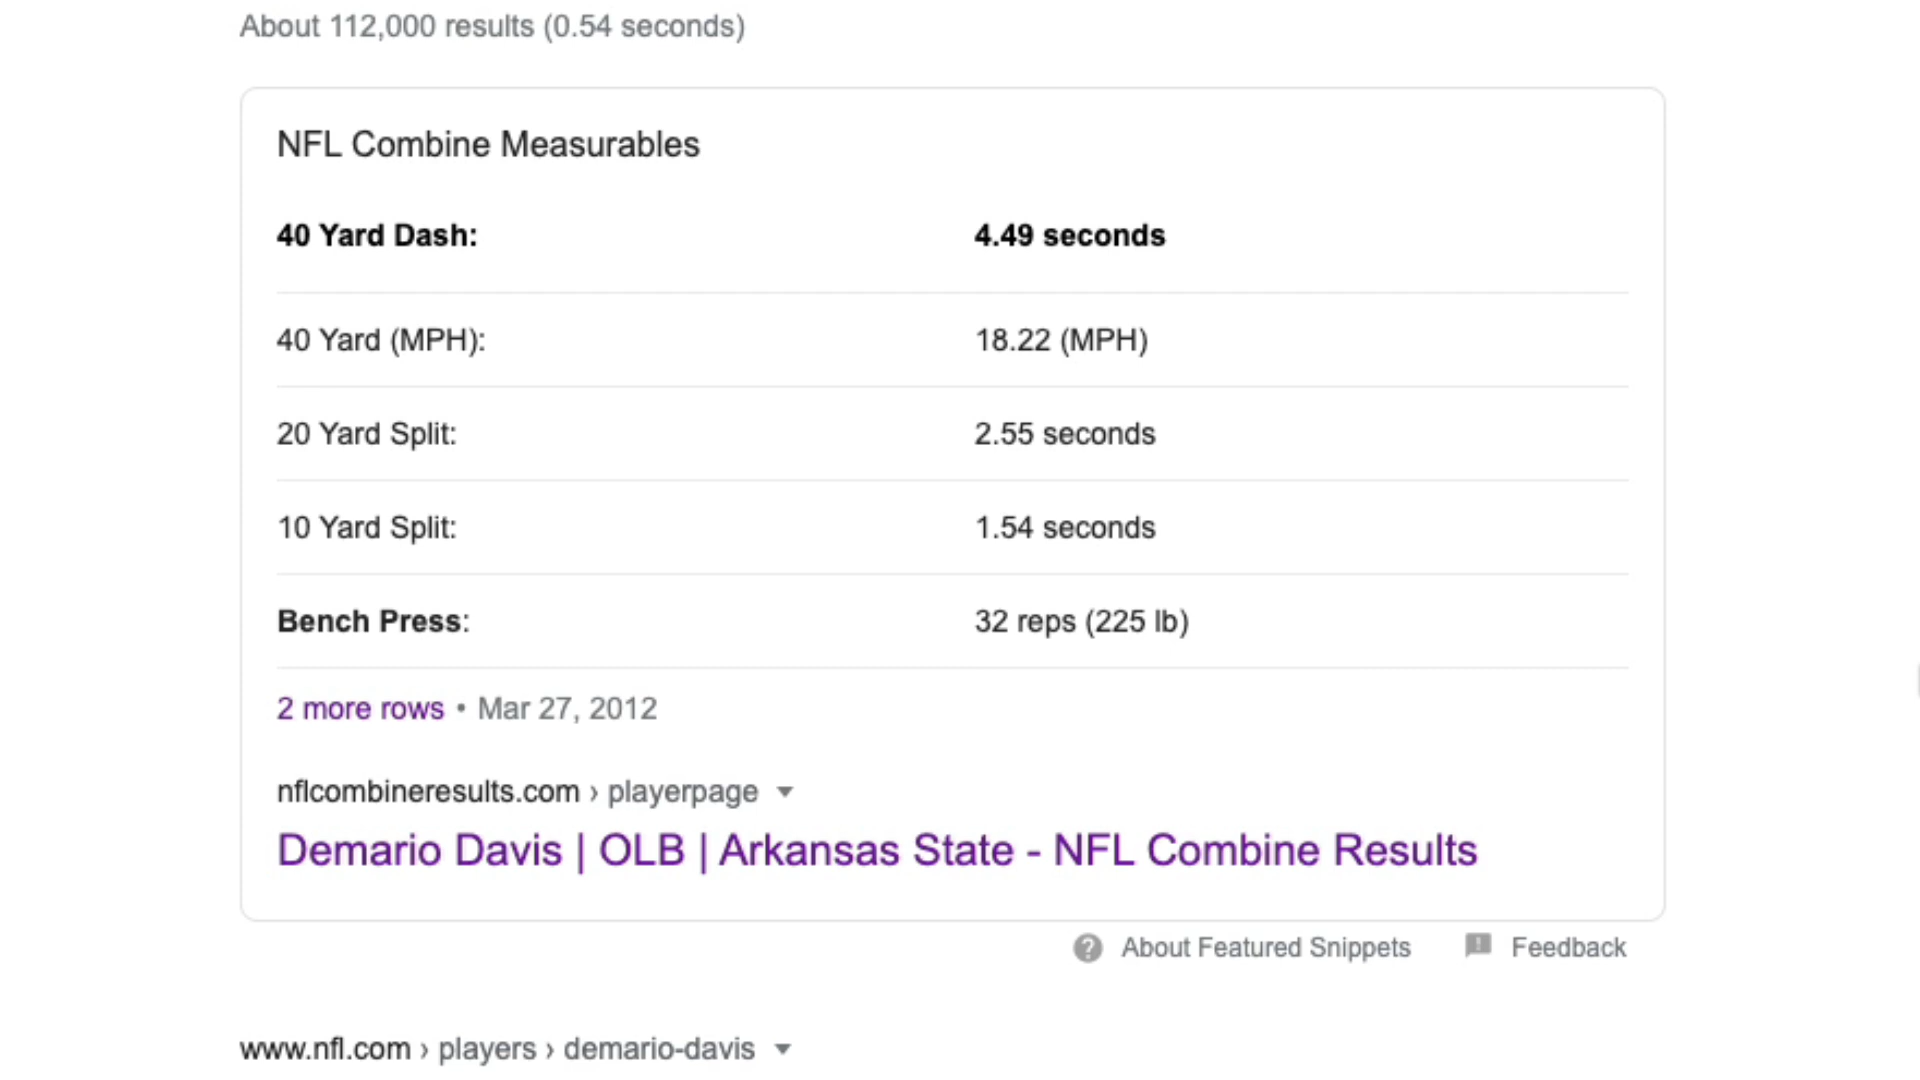 About 112,000 results (0.54 seconds)
NFL Combine Measurables
40 Yard Dash: 4.49 seconds
40 Yard (MPH): 18.22 (MPH)
20 Yard Split: 2.55 seconds
10 Yard Split: 1.54 seconds
Bench Press: 32 reps (225 lb)
2 more rows • Mar 27, 2012
nflcombineresults.com › playerpage
Demario Davis | OLB | Arkansas State - NFL Combine Results
About Featured Snippets Feedback
www.nfl.com › players › demario-davis